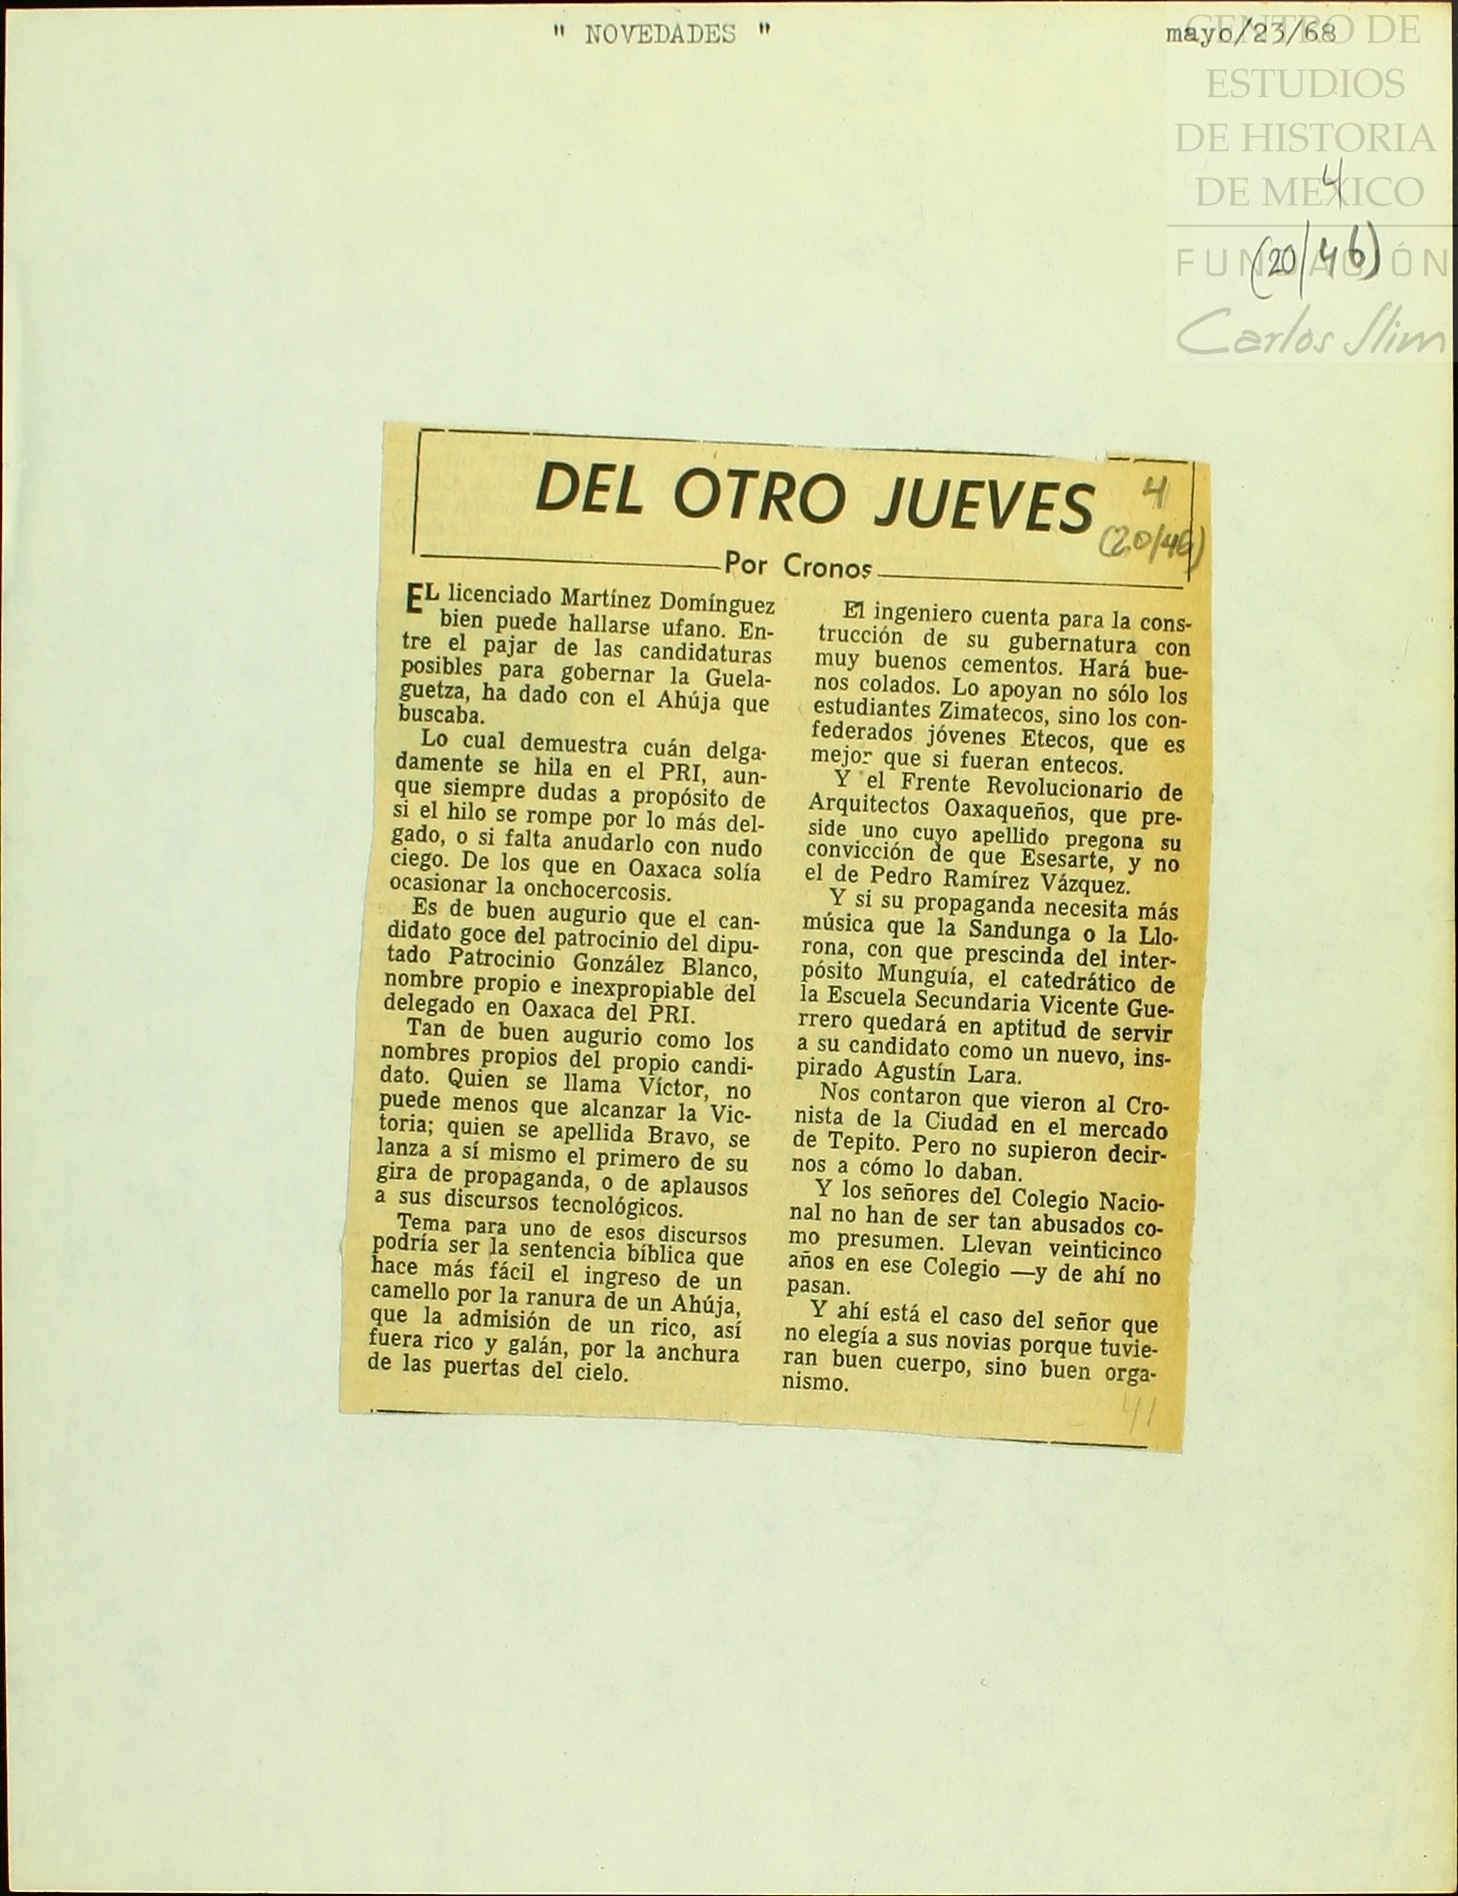 " NOVEDADES "
mayo/23/68
CENTRO DE
ESTUDIOS
DE HISTORIA
DE MEXICO
4
FUNDACIÓN
(20/46)
Carlos Slim
DEL OTRO JUEVES
4
(20/46)
Por Cronos
EL licenciado Martínez Domínguez
bien puede hallarse ufano. En-
tre el pajar de las candidaturas
posibles para gobernar la Guela-
guetza, ha dado con el Ahúja que
buscaba.
Lo cual demuestra cuán delga-
damente se hila en el PRI, aun-
que siempre dudas a propósito de
si el hilo se rompe por lo más del-
gado, o si falta anudarlo con nudo
ciego. De los que en Oaxaca solía
ocasionar la onchocercosis.
Es de buen augurio que el can-
didato goce del patrocinio del dipu-
tado Patrocinio González Blanco,
nombre propio e inexpropiable del
delegado en Oaxaca del PRI.
Tan de buen augurio como los
nombres propios del propio candi-
dato. Quien se llama Víctor, no
puede menos que alcanzar la Vic-
toria; quien se apellida Bravo, se
lanza a sí mismo el primero de su
gira de propaganda, o de aplausos
a sus discursos tecnológicos.
Tema para uno de esos discursos
podría ser la sentencia bíblica que
hace más fácil el ingreso de un
camello por la ranura de un Ahúja,
que la admisión de un rico, así
fuera rico y galán, por la anchura
de las puertas del cielo.
El ingeniero cuenta para la cons-
trucción de su gubernatura con
muy buenos cementos. Hará bue-
nos colados. Lo apoyan no sólo los
estudiantes Zimatecos, sino los con-
federados jóvenes Etecos, que es
mejor que si fueran entecos.
Y el Frente Revolucionario de
Arquitectos Oaxaqueños, que pre-
side uno cuyo apellido pregona su
convicción de que Esesarte, y no
el de Pedro Ramírez Vázquez.
Y si su propaganda necesita más
música que la Sandunga o la Llo-
rona, con que prescinda del inter-
pósito Munguía, el catedrático de
la Escuela Secundaria Vicente Gue-
rrero quedará en aptitud de servir
a su candidato como un nuevo, ins-
pirado Agustín Lara.
Nos contaron que vieron al Cro-
nista de la Ciudad en el mercado
de Tepito. Pero no supieron decir-
nos a cómo lo daban.
Y los señores del Colegio Nacio-
nal no han de ser tan abusados co-
mo presumen. Llevan veinticinco
años en ese Colegio —y de ahí no
pasan.
Y ahí está el caso del señor que
no elegía a sus novias porque tuvie-
ran buen cuerpo, sino buen orga-
nismo.
41